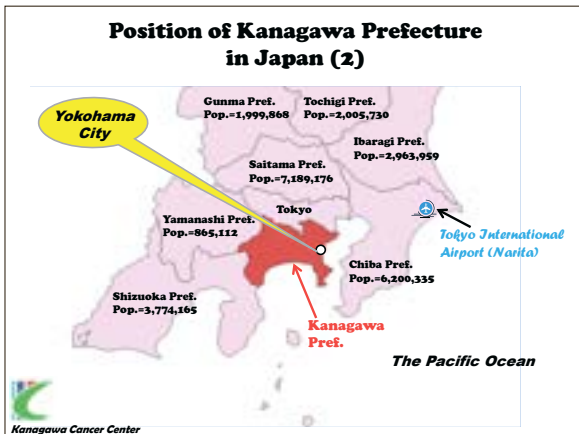 Position of Kanagawa Prefecture
in Japan (2)
Gunma Pref.
Pop.=1,999,868
Tochigi Pref.
Pop.=2,005,730
Yokohama
City
Ibaragi Pref.
Pop.=2,963,959
Saitama Pref.
Pop.=7,189,176
Tokyo
Yamanashi Pref.
Pop.=865,112
Tokyo International
Airport (Narita)
Chiba Pref.
Pop.=6,200,335
Shizuoka Pref.
Pop.=3,774,165
Kanagawa
Pref.
The Pacific Ocean
Kanagawa Cancer Center